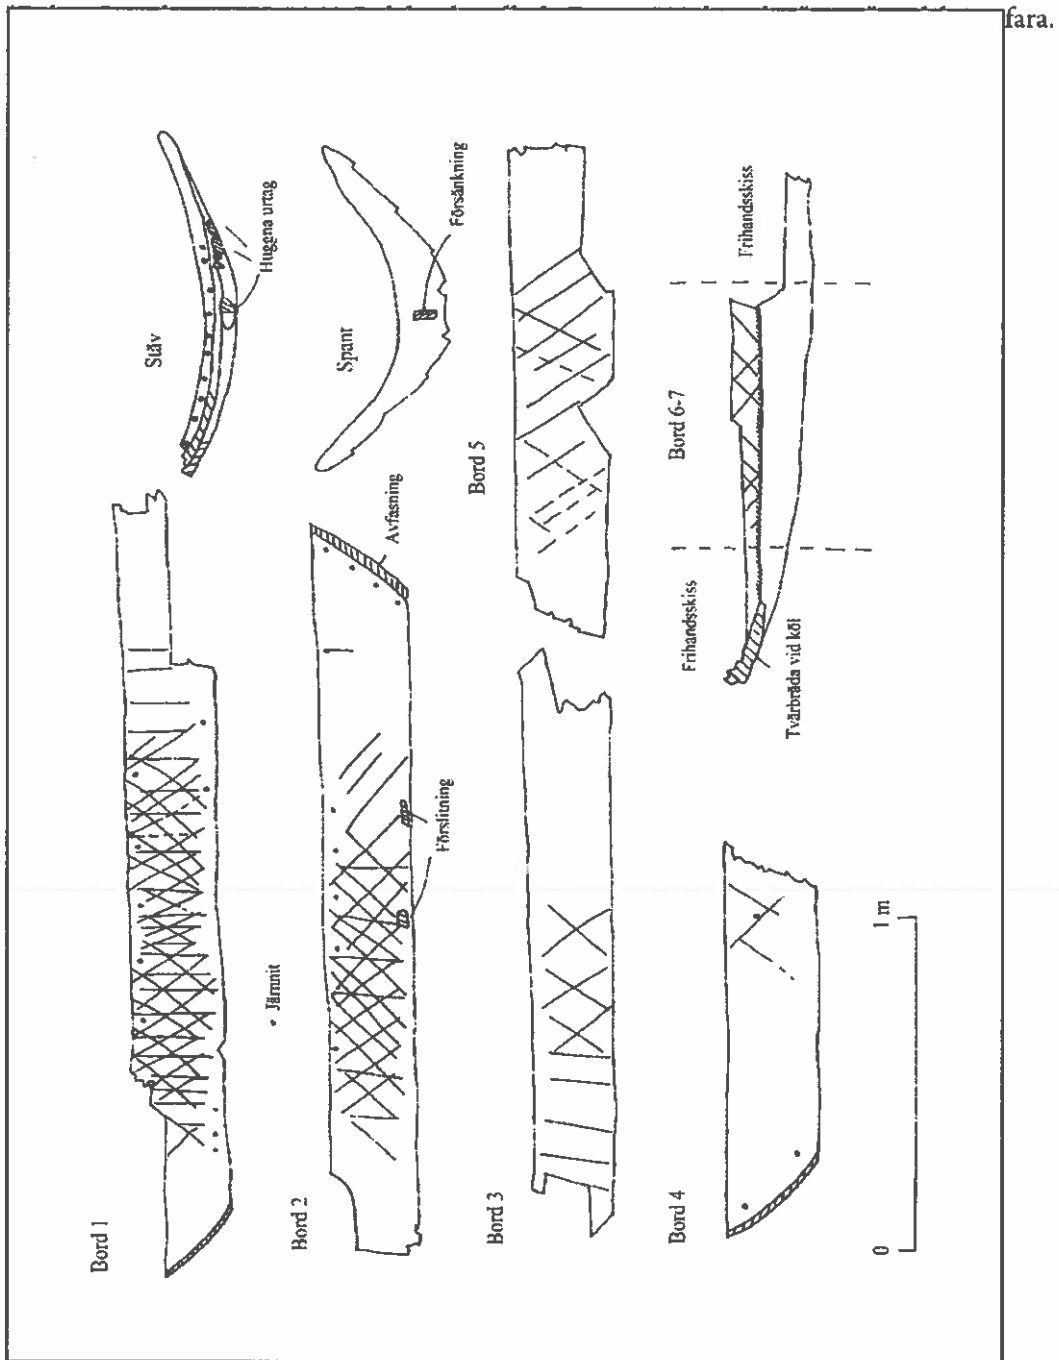 fara.
Bord 1
Stäv
Huggna urtag
Järnnit
Bord 2
Avfasning
Förslitning
Spant
Försänkning
Bord 3
Bord 5
Bord 4
Bord 6-7
Frihandsskiss
Frihandsskiss
Tvärbräda vid köl
0 1 m